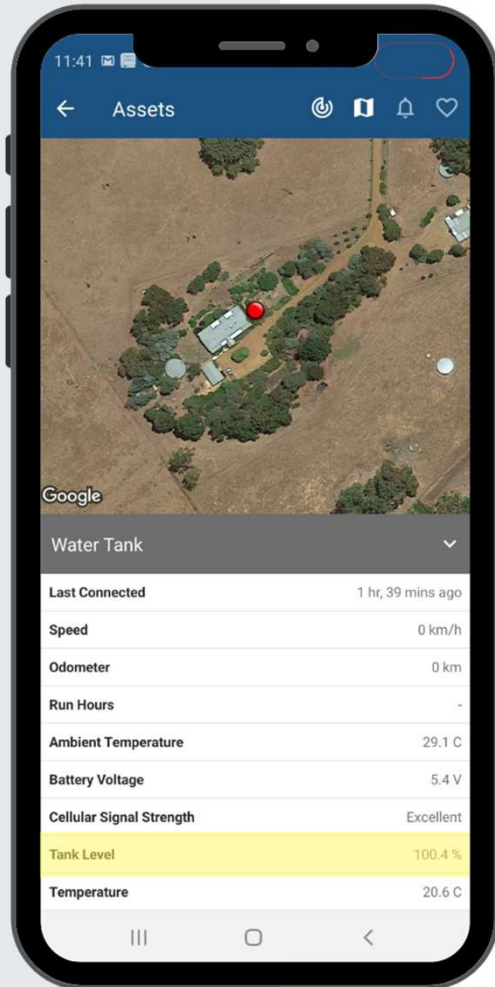 11:41
Assets
Google
Water Tank
Last Connected 1 hr, 39 mins ago
Speed 0 km/h
Odometer 0 km
Run Hours -
Ambient Temperature 29.1 C
Battery Voltage 5.4 V
Cellular Signal Strength Excellent
Tank Level 100.4 %
Temperature 20.6 C